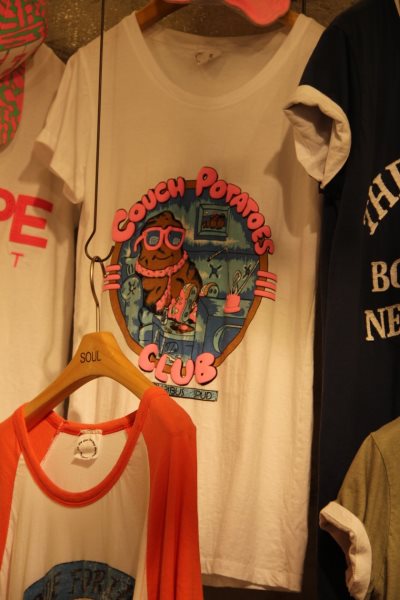 COUCH POTATOES
CLUB
PE
T
THE
BO
NE
SOUL